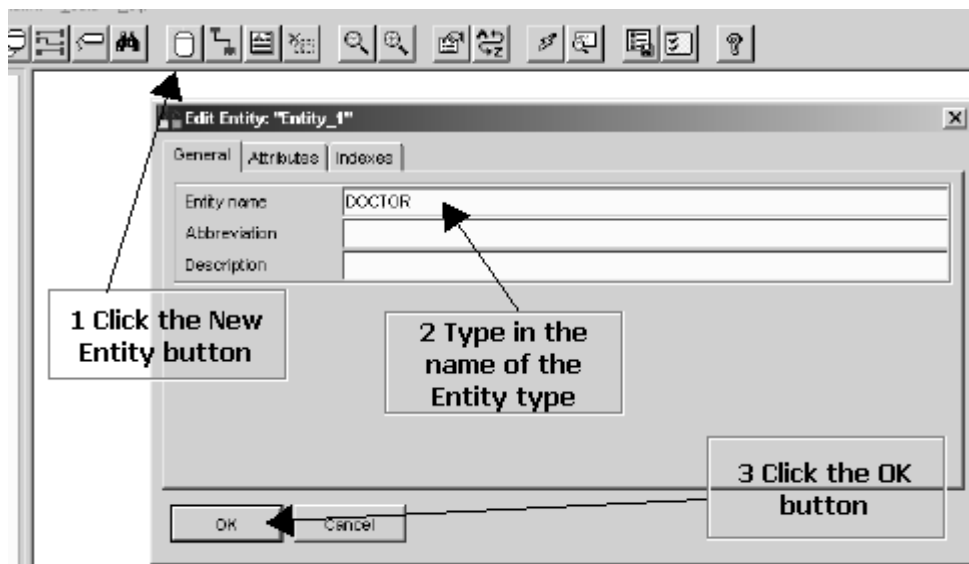 Edit Entity: "Entity_1"
General Attributes Indexes
Entity name DOCTOR
Abbreviation
Description
1 Click the New
Entity button
2 Type in the
name of the
Entity type
3 Click the OK
button
OK Cancel